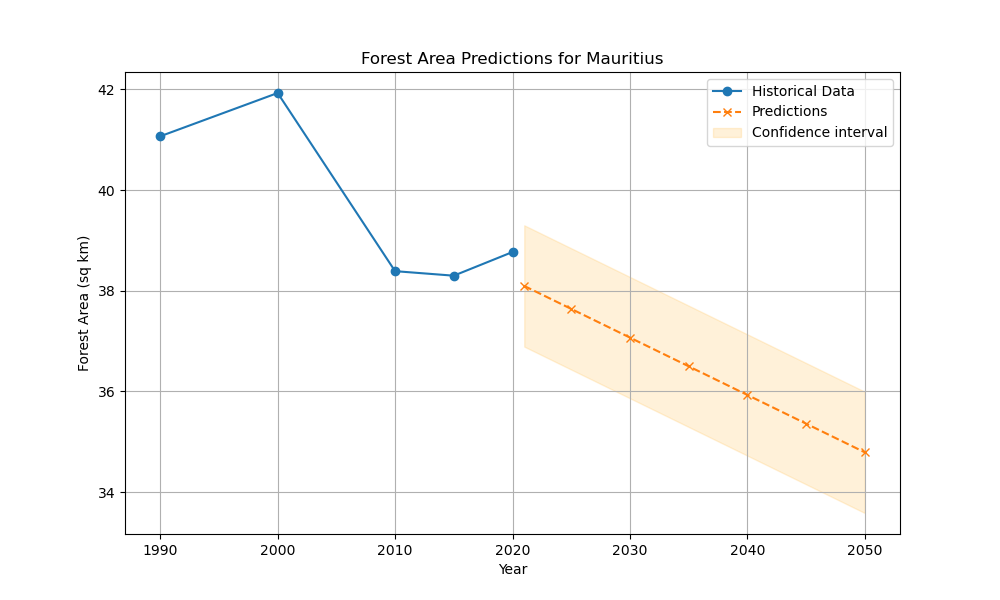 Forest Area Predictions for Mauritius
Historical Data
Predictions
Confidence interval
Forest Area (sq km)
42
40
38
36
34
1990
2000
2010
2020
2030
2040
2050
Year